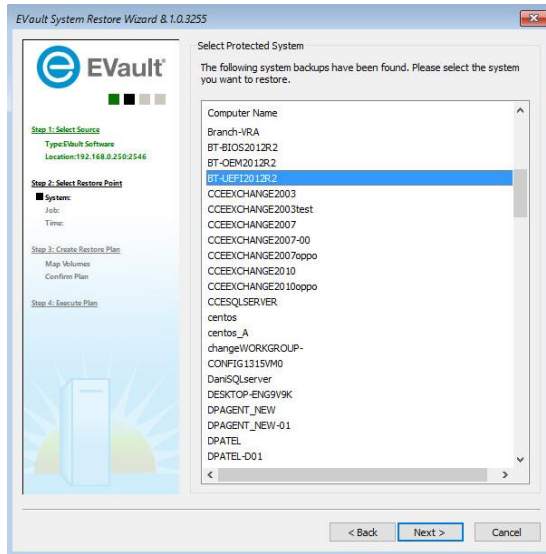 EVault System Restore Wizard 8.1.0.3255
EVault
Step 1: Select Source
Type:EVault Software
Location:192.168.0.250:2546
Step 2: Select Restore Point
System:
Job:
Time:
Step 3: Create Restore Plan
Map Volumes
Confirm Plan
Step 4: Execute Plan
Select Protected System
The following system backups have been found. Please select the system
you want to restore.
Computer Name
Branch-VRA
BT-BIOS2012R2
BT-OEM2012R2
BT-UEFI2012R2
CCEEXCHANGE2003
CCEEXCHANGE2003test
CCEEXCHANGE2007
CCEEXCHANGE2007-00
CCEEXCHANGE2007oppo
CCEEXCHANGE2010
CCEEXCHANGE2010oppo
CCESQLSERVER
centos
centos_A
changeWORKGROUP-
CONFIG1315VM0
DaniSQLserver
DESKTOP-ENG9V9K
DPAGENT_NEW
DPAGENT_NEW-01
DPATEL
DPATEL-D01
< Back
Next >
Cancel